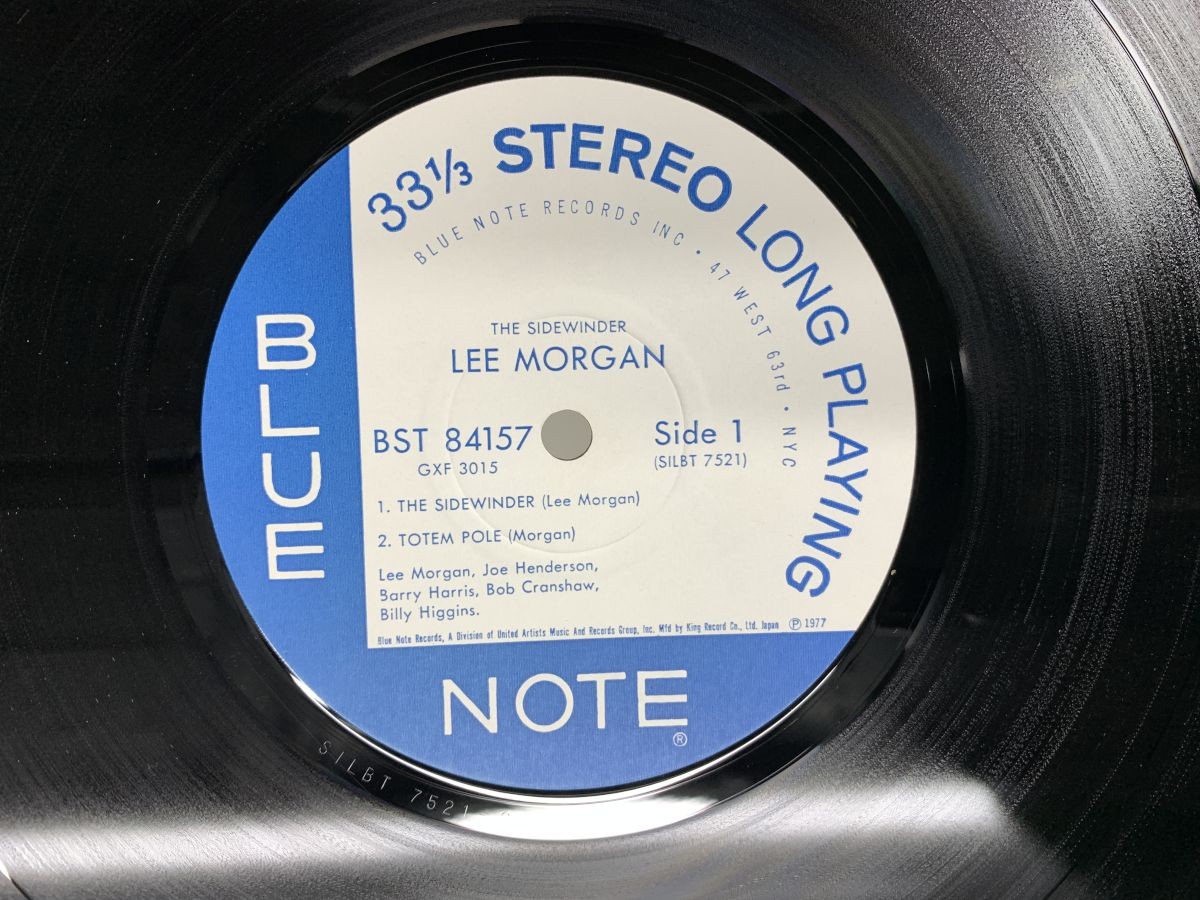 33⅓ STEREO LONG PLAYING
BLUE NOTE RECORDS INC • 47 WEST 63rd • NYC
THE SIDEWINDER
LEE MORGAN
BST 84157
GXF 3015
Side 1
(SILBT 7521)
1. THE SIDEWINDER (Lee Morgan)
2. TOTEM POLE (Morgan)
Lee Morgan, Joe Henderson,
Barry Harris, Bob Cranshaw,
Billy Higgins.
Blue Note Records, A Division of United Artists Music And Records Group, Inc. Mfd by King Record Co., Ltd. Japan ℗ 1977
BLUE
NOTE ®
SILBT 7521